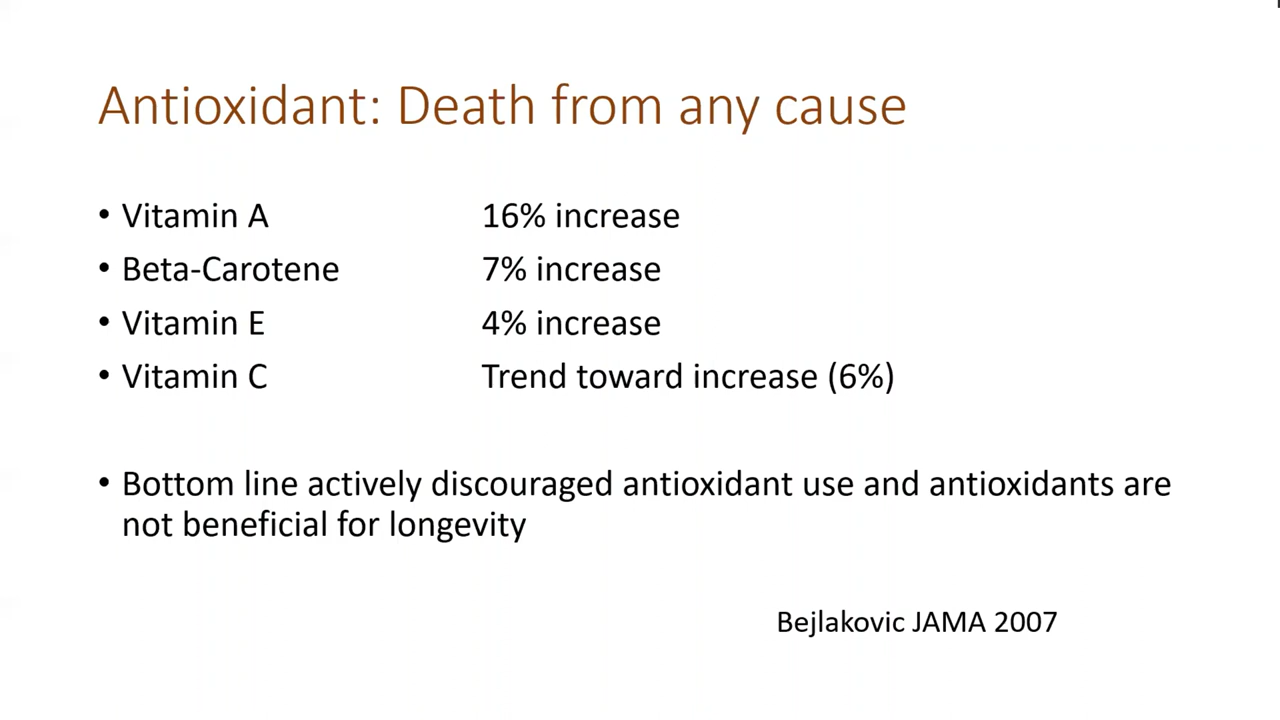 Antioxidant: Death from any cause
• Vitamin A 16% increase
• Beta-Carotene 7% increase
• Vitamin E 4% increase
• Vitamin C Trend toward increase (6%)
• Bottom line actively discouraged antioxidant use and antioxidants are
not beneficial for longevity
Bejlakovic JAMA 2007